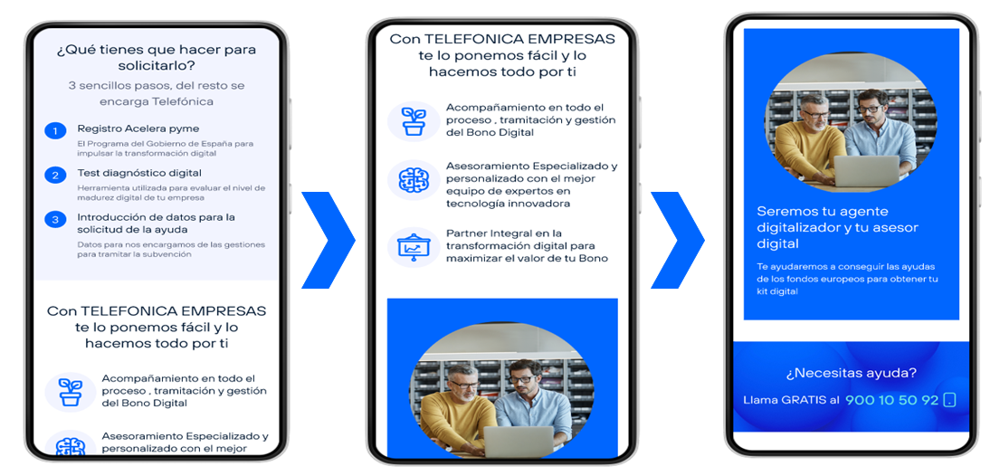 ¿Qué tienes que hacer para
solicitarlo?
3 sencillos pasos, del resto se
encarga Telefónica
1
Registro Acelera pyme
El Programa del Gobierno de España para
impulsar la transformación digital
2
Test diagnóstico digital
Herramienta utilizada para evaluar el nivel de
madurez digital de tu empresa
3
Introducción de datos para la
solicitud de la ayuda
Datos para nos encargamos de las gestiones
para tramitar la subvención
Con TELEFONICA EMPRESAS
te lo ponemos fácil y lo
hacemos todo por ti
Acompañamiento en todo el
proceso , tramitación y gestión
del Bono Digital
Asesoramiento Especializado y
personalizado con el mejor
Con TELEFONICA EMPRESAS
te lo ponemos fácil y lo
hacemos todo por ti
Acompañamiento en todo el
proceso , tramitación y gestión
del Bono Digital
Asesoramiento Especializado y
personalizado con el mejor
equipo de expertos en
tecnología innovadora
Partner Integral en la
transformación digital para
maximizar el valor de tu Bono
Seremos tu agente
digitalizador y tu asesor
digital
Te ayudaremos a conseguir las ayudas
de los fondos europeos para obtener tu
kit digital
¿Necesitas ayuda?
Llama GRATIS al 900 10 50 92